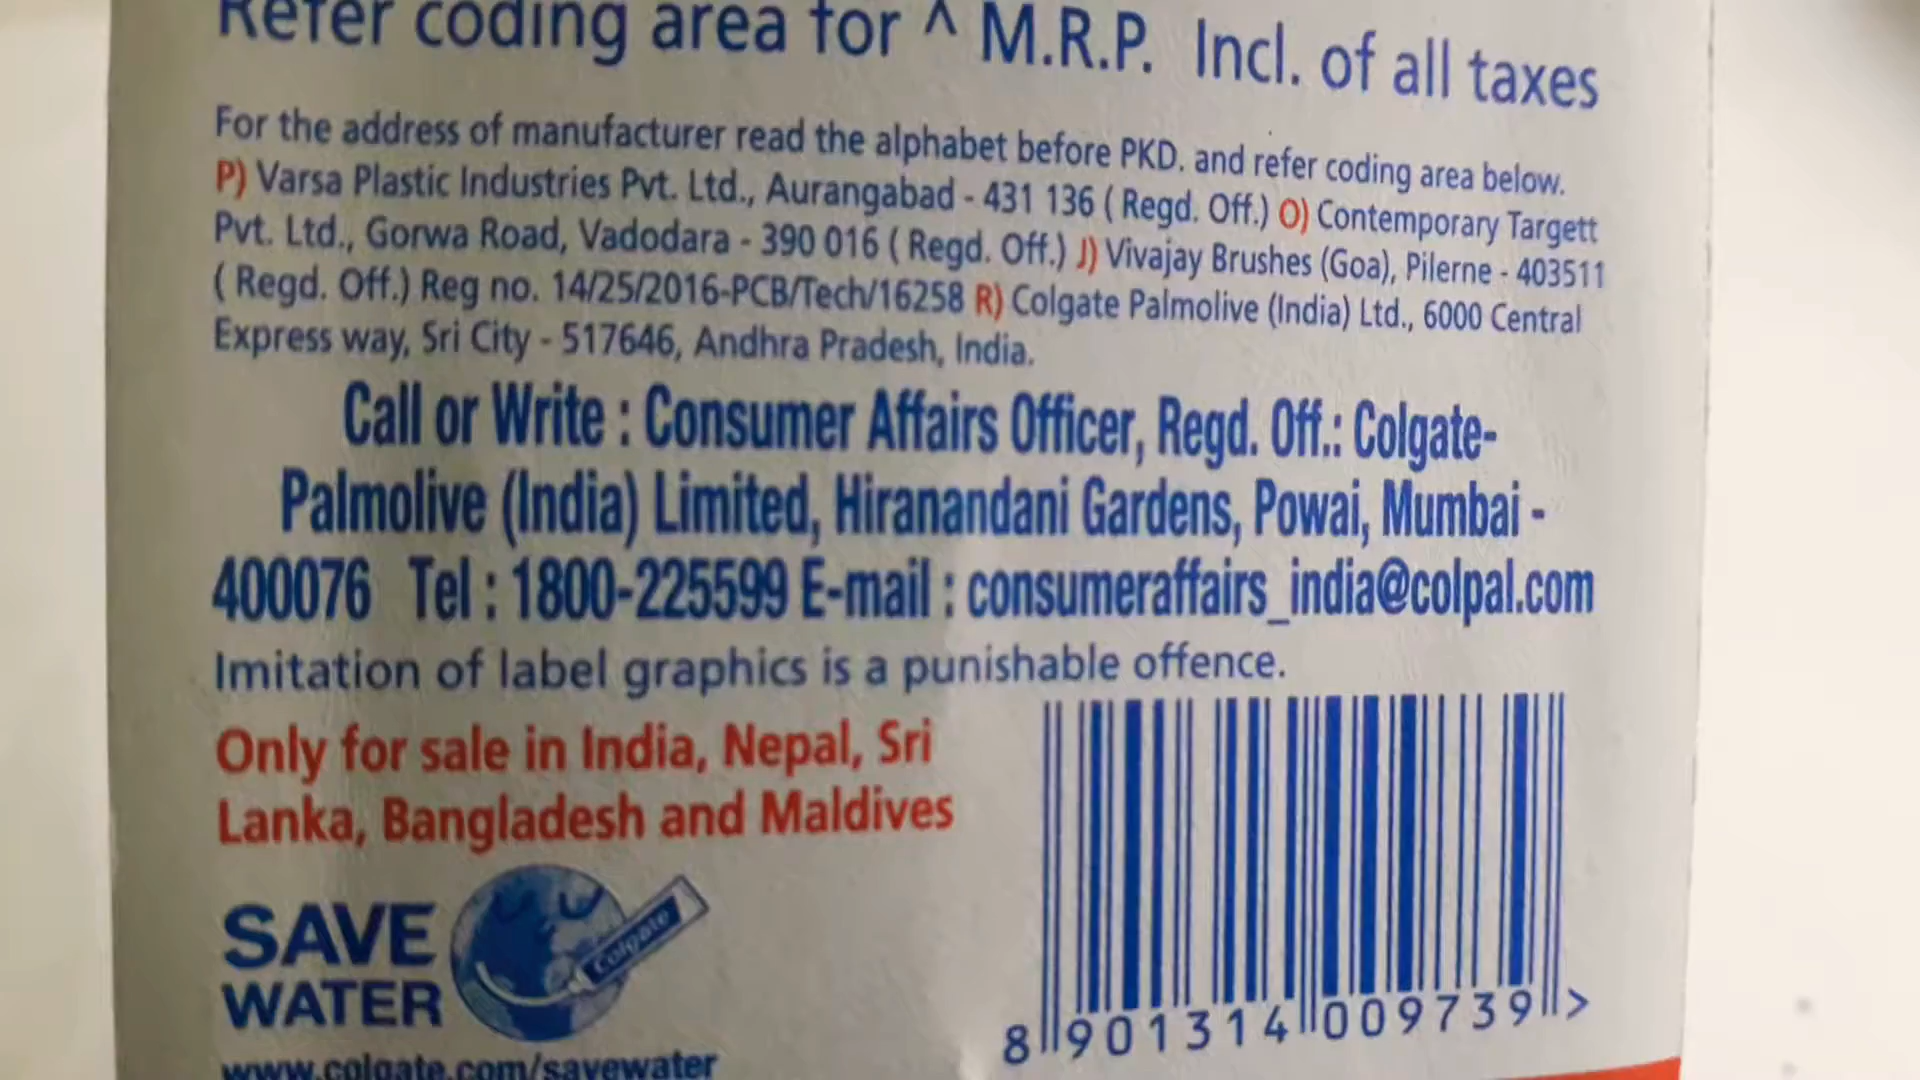 Refer coding area for ^ M.R.P. Incl. of all taxes
For the address of manufacturer read the alphabet before PKD. and refer coding area below.
P) Varsa Plastic Industries Pvt. Ltd., Aurangabad - 431 136 ( Regd. Off.) O) Contemporary Targett
Pvt. Ltd., Gorwa Road, Vadodara - 390 016 ( Regd. Off.) J) Vivajay Brushes (Goa), Pilerne - 403511
( Regd. Off.) Reg no. 14/25/2016-PCB/Tech/16258 R) Colgate Palmolive (India) Ltd., 6000 Central
Express way, Sri City - 517646, Andhra Pradesh, India.
Call or Write : Consumer Affairs Officer, Regd. Off.: Colgate-
Palmolive (India) Limited, Hiranandani Gardens, Powai, Mumbai -
400076 Tel : 1800-225599 E-mail : consumeraffairs_india@colpal.com
Imitation of label graphics is a punishable offence.
Only for sale in India, Nepal, Sri
Lanka, Bangladesh and Maldives
SAVE
WATER
Colgate
www.colgate.com/savewater
8 901314 009739 >